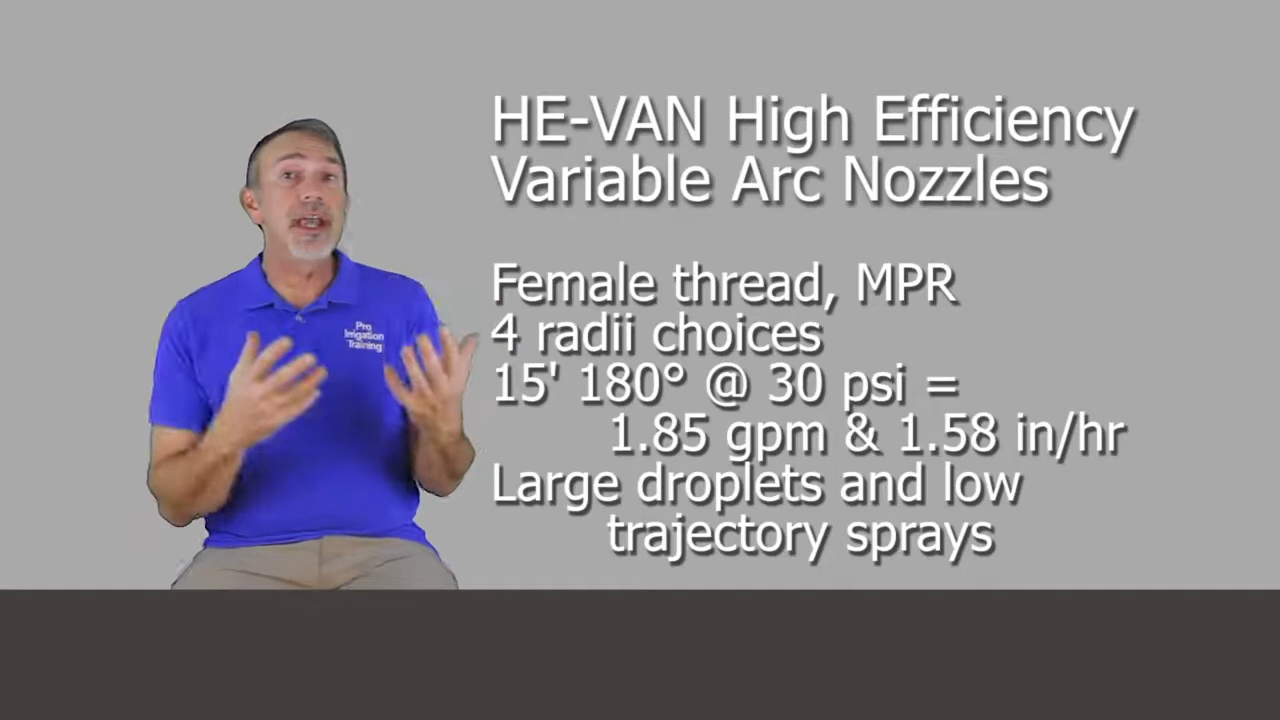 HE-VAN High Efficiency
Variable Arc Nozzles
Female thread, MPR
4 radii choices
15' 180° @ 30 psi =
1.85 gpm & 1.58 in/hr
Large droplets and low
trajectory sprays
Pro
Irrigation
Training